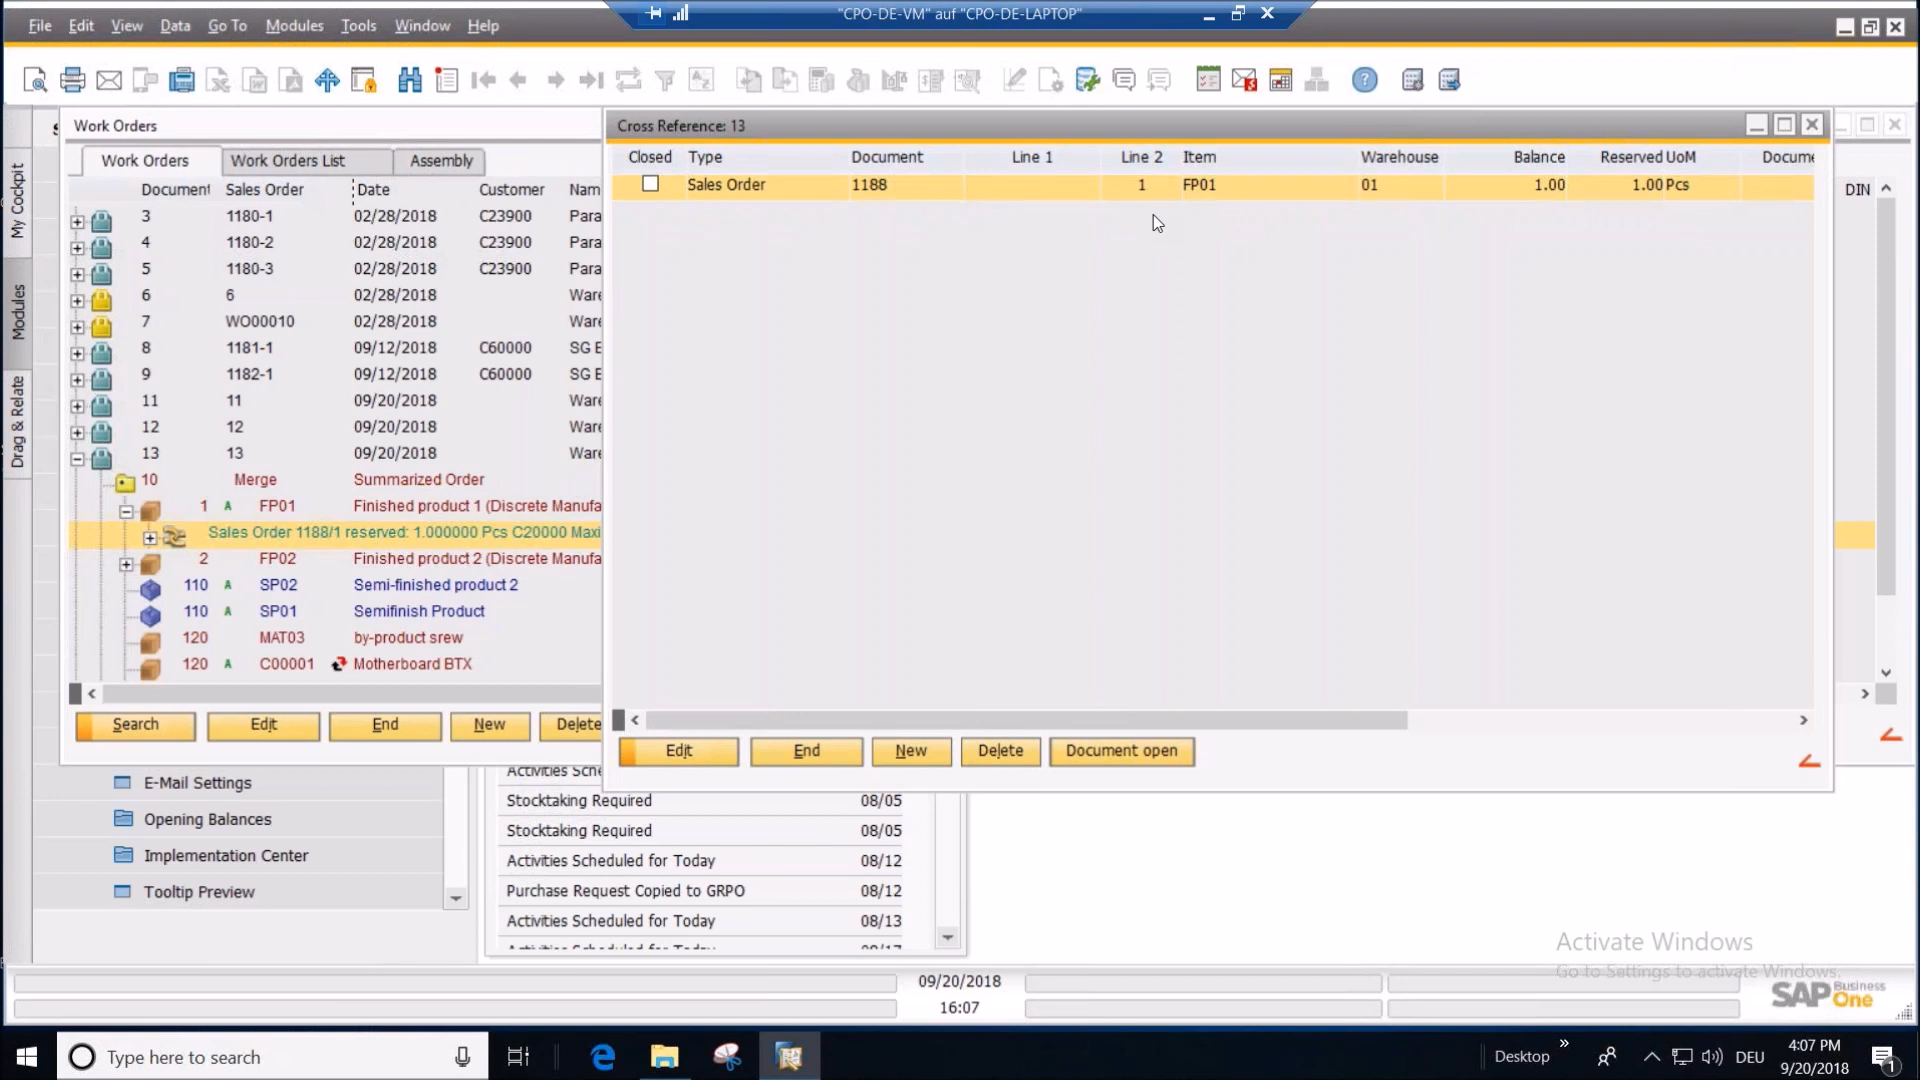 "CPO-DE-VM" auf "CPO-DE-LAPTOP"
File Edit View Data Go To Modules Tools Window Help
My Cockpit
Modules
Drag & Relate
Work Orders
Work Orders Work Orders List Assembly
Document Sales Order Date Customer Nam
3 1180-1 02/28/2018 C23900 Para
4 1180-2 02/28/2018 C23900 Para
5 1180-3 02/28/2018 C23900 Para
6 6 02/28/2018 Ware
7 WO00010 02/28/2018 Ware
8 1181-1 09/12/2018 C60000 SG E
9 1182-1 09/12/2018 C60000 SG E
11 11 09/20/2018 Ware
12 12 09/20/2018 Ware
13 13 09/20/2018 Ware
10 Merge Summarized Order
1 A FP01 Finished product 1 (Discrete Manufa
Sales Order 1188/1 reserved: 1.000000 Pcs C20000 Maxi
2 FP02 Finished product 2 (Discrete Manufa
110 A SP02 Semi-finished product 2
110 A SP01 Semifinish Product
120 MAT03 by-product srew
120 A C00001 Motherboard BTX
Search Edit End New Delete
Cross Reference: 13
Closed Type Document Line 1 Line 2 Item Warehouse Balance Reserved UoM Docume
Sales Order 1188 1 FP01 01 1.00 1.00 Pcs
Edit End New Delete Document open
DIN
E-Mail Settings
Opening Balances
Implementation Center
Tooltip Preview
Activities Sche
Stocktaking Required 08/05
Stocktaking Required 08/05
Activities Scheduled for Today 08/12
Purchase Request Copied to GRPO 08/12
Activities Scheduled for Today 08/13
Activities Scheduled for Today
Activate Windows
Go to Settings to activate Windows.
09/20/2018
16:07
SAP Business One
Type here to search
Desktop
DEU
4:07 PM
9/20/2018
1